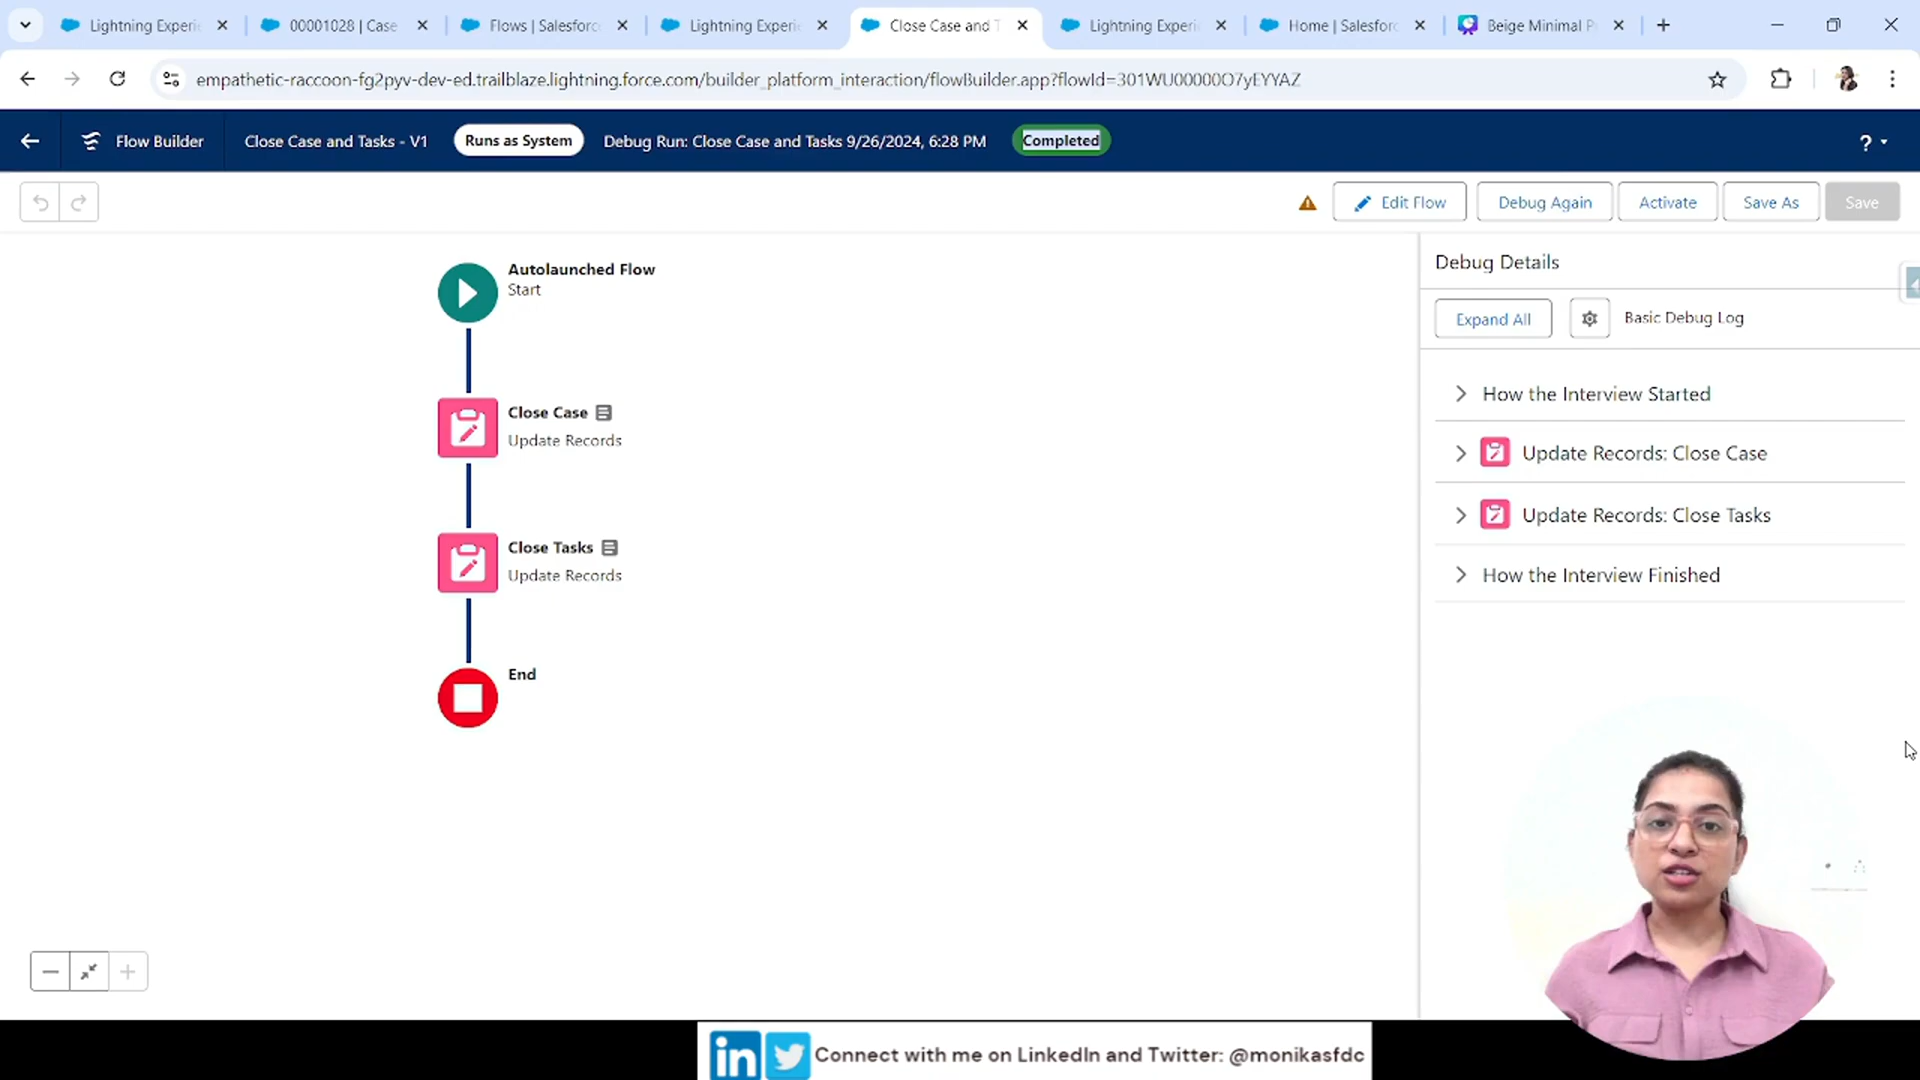 Lightning Experi
00001028 | Case
Flows | Salesforc
Lightning Experi
Close Case and T
Lightning Experi
Home | Salesforc
Beige Minimal P
empathetic-raccoon-fg2pyv-dev-ed.trailblaze.lightning.force.com/builder_platform_interaction/flowBuilder.app?flowId=301WU00000O7yEYYAZ
Flow Builder
Close Case and Tasks - V1
Runs as System
Debug Run: Close Case and Tasks 9/26/2024, 6:28 PM
Completed
?
Edit Flow
Debug Again
Activate
Save As
Save
Autolaunched Flow
Start
Close Case
Update Records
Close Tasks
Update Records
End
Debug Details
Expand All
Basic Debug Log
How the Interview Started
Update Records: Close Case
Update Records: Close Tasks
How the Interview Finished
in Connect with me on LinkedIn and Twitter: @monikasfdc